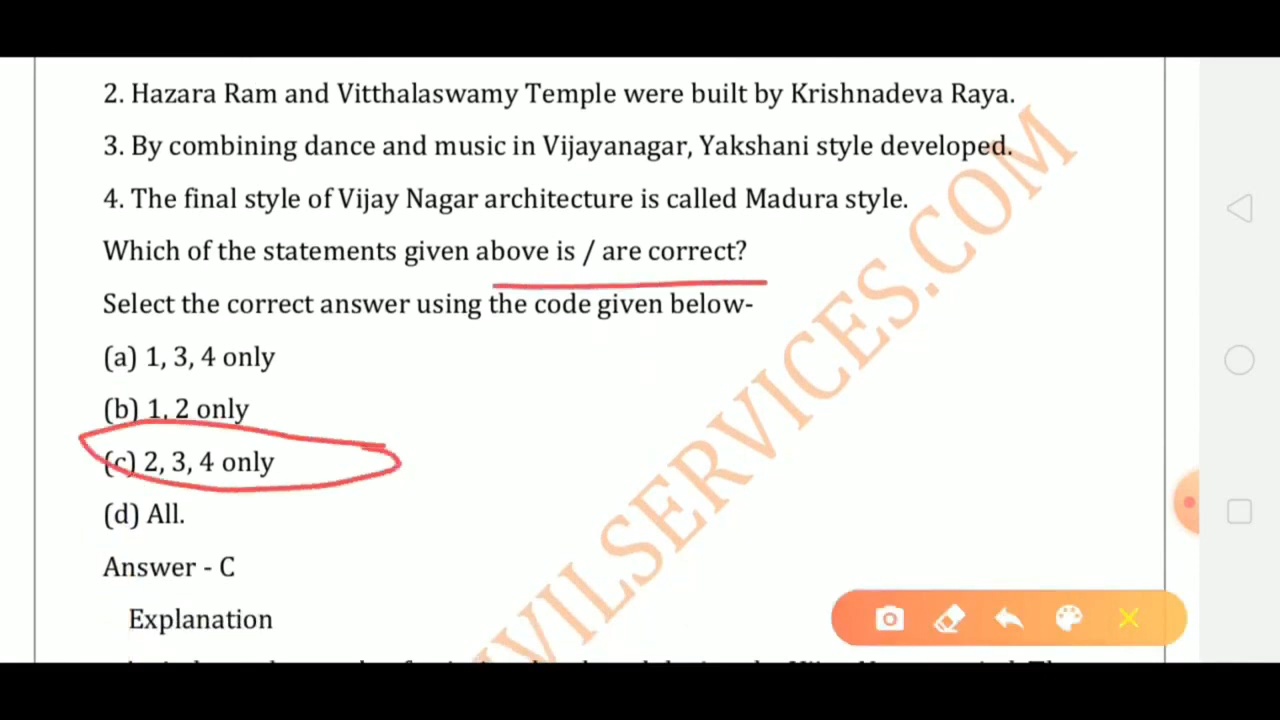 2. Hazara Ram and Vitthalaswamy Temple were built by Krishnadeva Raya.
3. By combining dance and music in Vijayanagar, Yakshani style developed.
4. The final style of Vijay Nagar architecture is called Madura style.
Which of the statements given above is / are correct?
Select the correct answer using the code given below-
(a) 1, 3, 4 only
(b) 1, 2 only
(c) 2, 3, 4 only
(d) All.
Answer - C
Explanation
VILSERVICES.COM